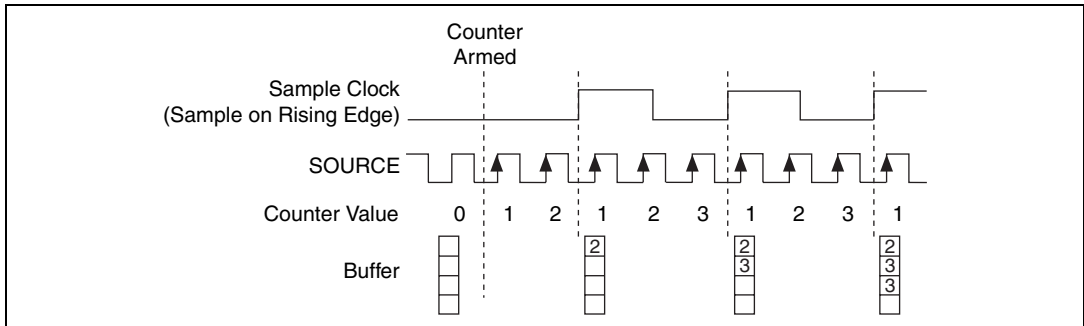 Counter
Armed
Sample Clock
(Sample on Rising Edge)
SOURCE
Counter Value 0 1 2 1 2 3 1 2 3 1
Buffer
2 2 2
3 3
3